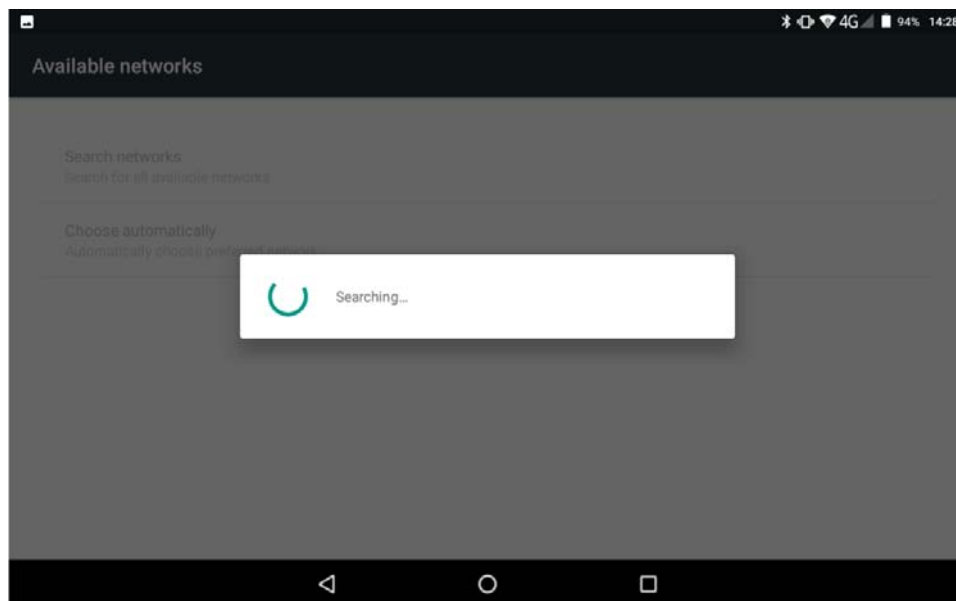 4G 94% 14:28
Available networks
Search networks
Search for all available networks
Choose automatically
Automatically choose preferred network
Searching...